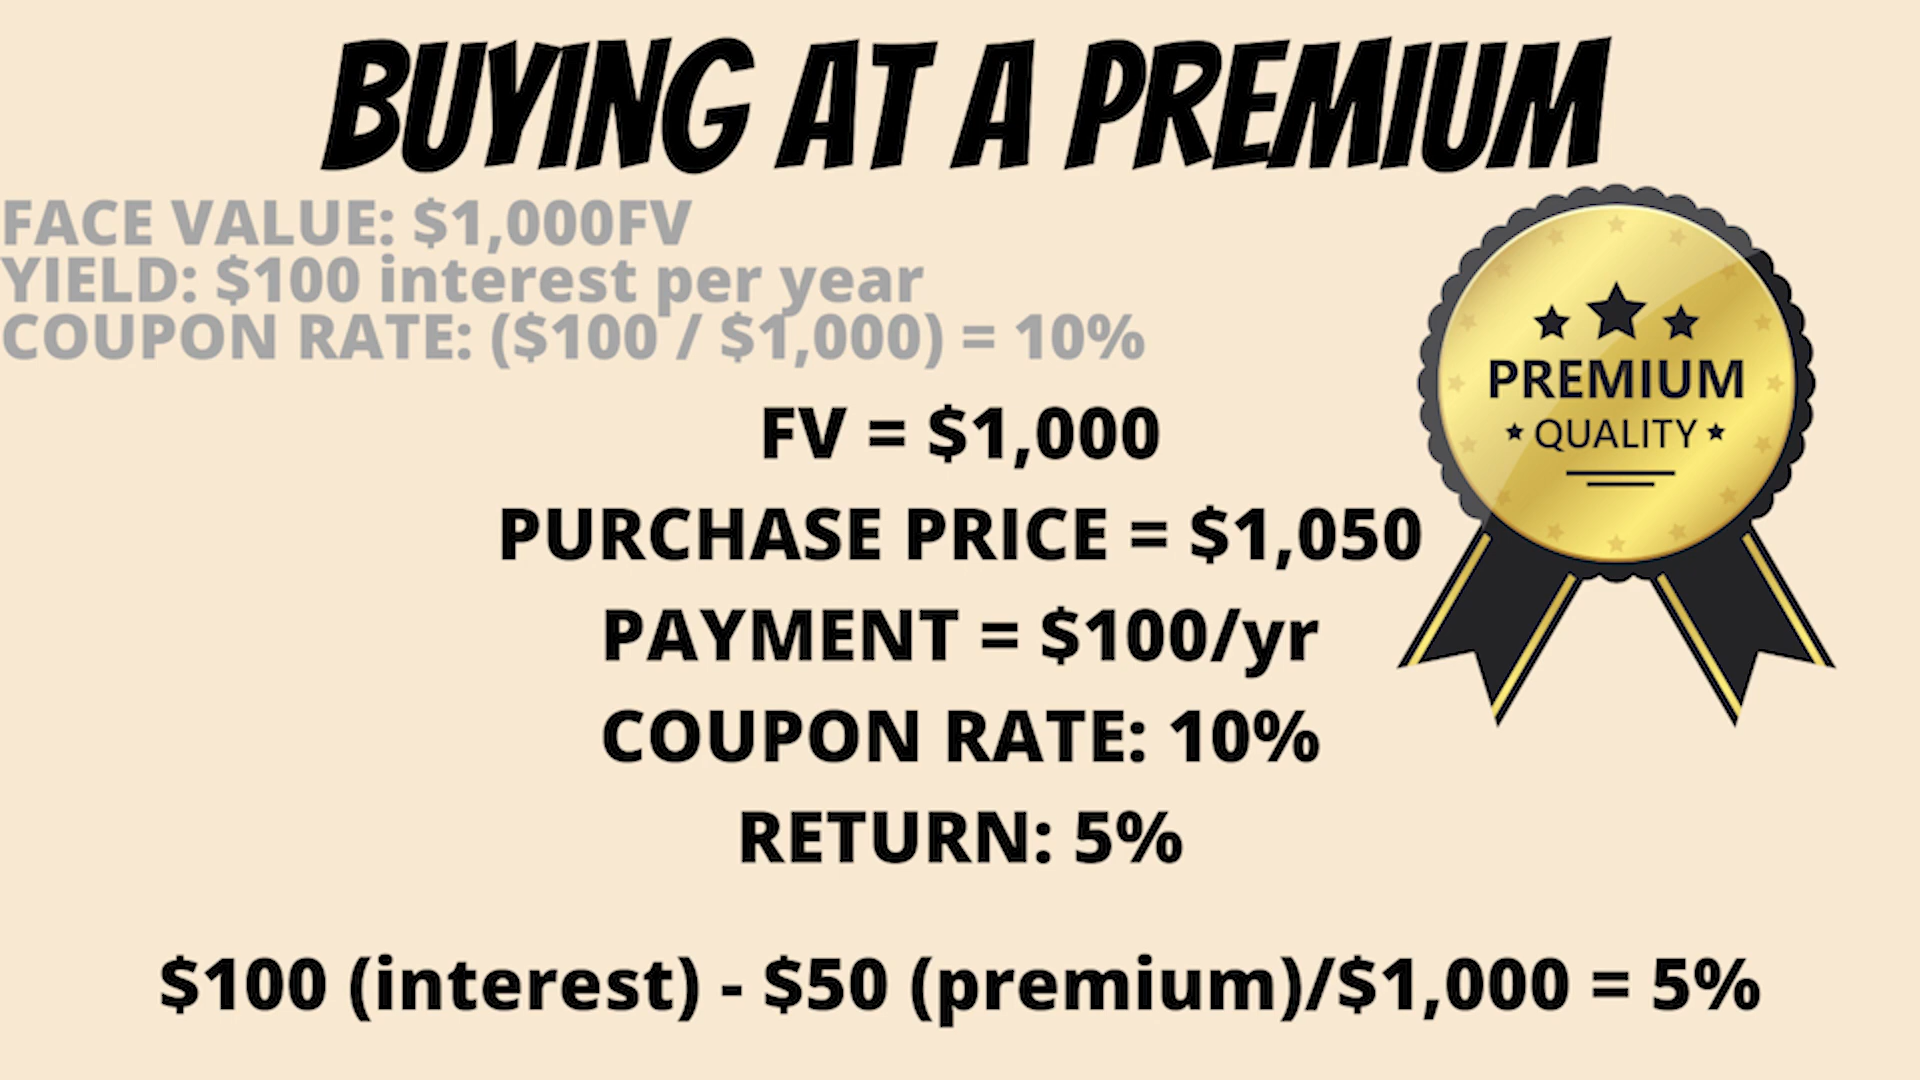 BUYING AT A PREMIUM
FACE VALUE: $1,000FV
YIELD: $100 interest per year
COUPON RATE: ($100 / $1,000) = 10%
FV = $1,000
PURCHASE PRICE = $1,050
PAYMENT = $100/yr
COUPON RATE: 10%
RETURN: 5%
$100 (interest) - $50 (premium)/$1,000 = 5%
PREMIUM
QUALITY